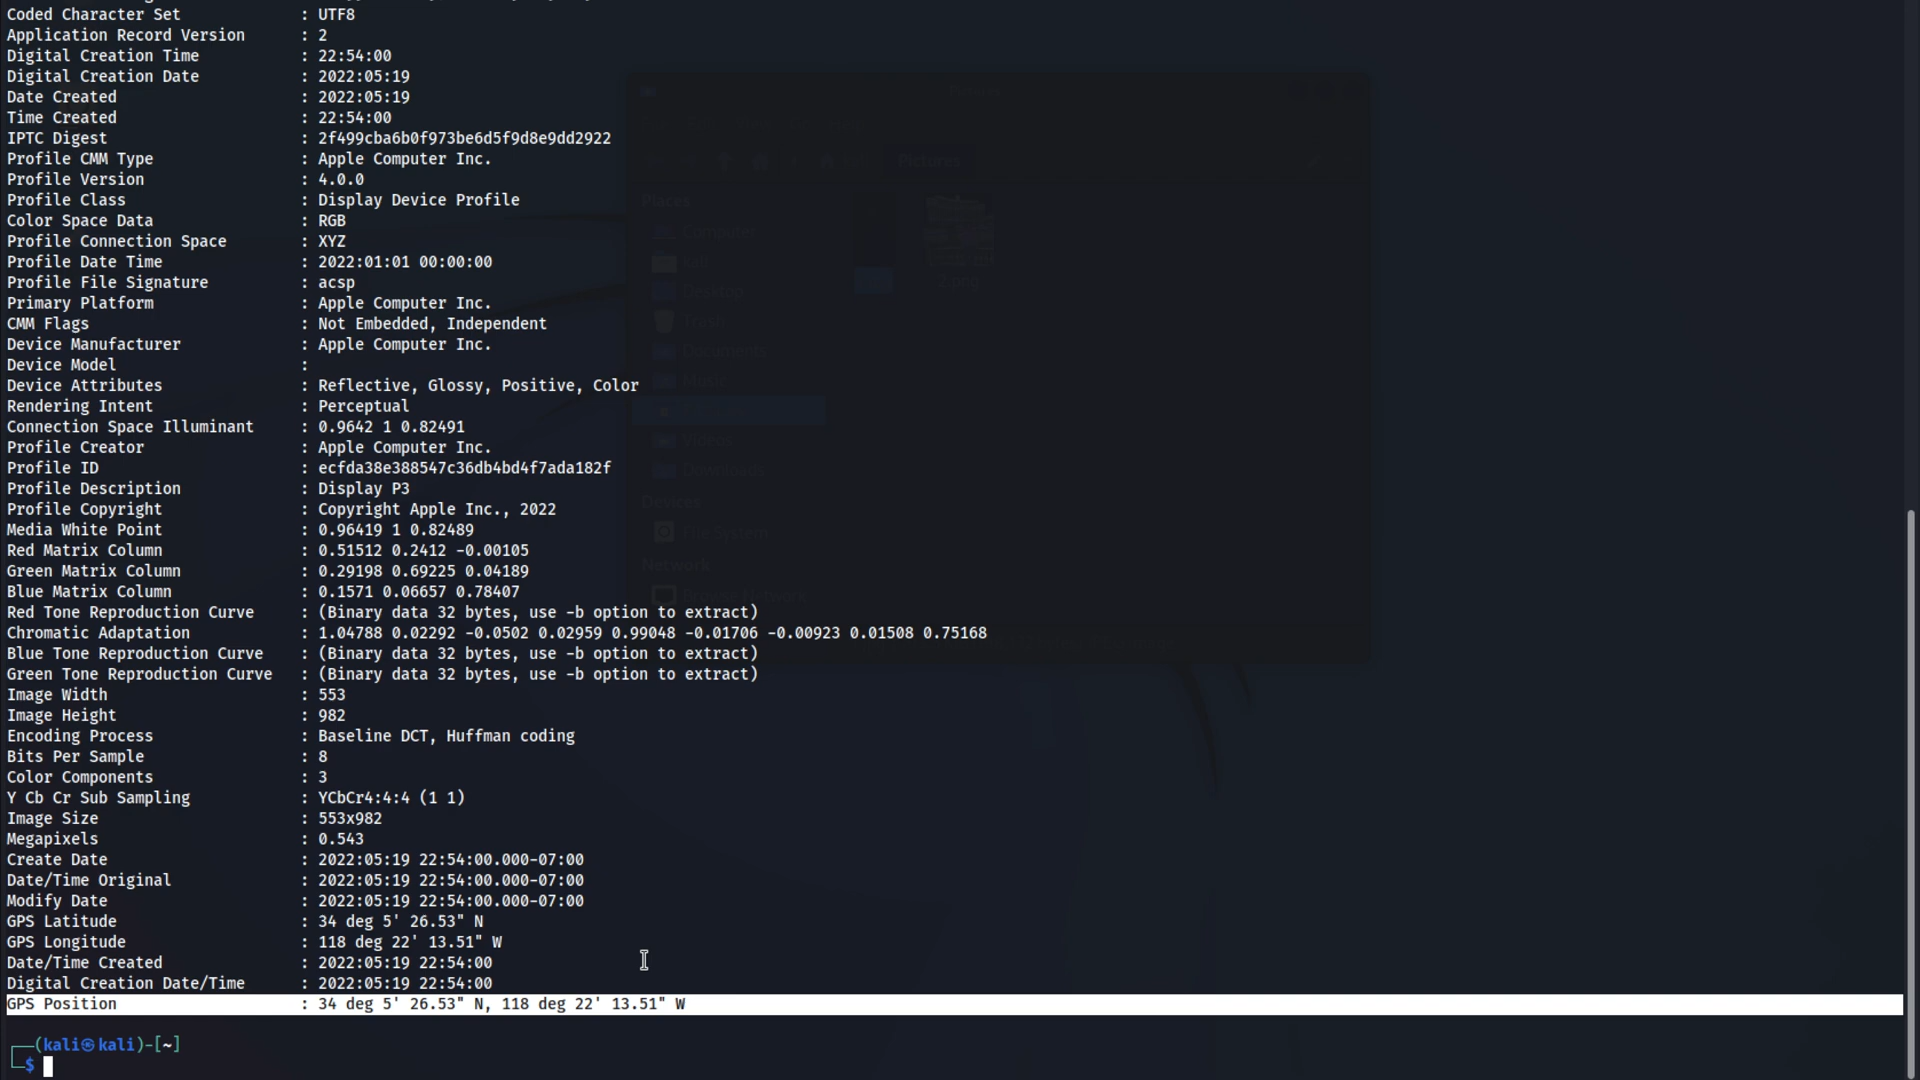 Coded Character Set : UTF8
Application Record Version : 2
Digital Creation Time : 22:54:00
Digital Creation Date : 2022:05:19
Date Created : 2022:05:19
Time Created : 22:54:00
IPTC Digest : 2f499cba6b0f973be6d5f9d8e9dd2922
Profile CMM Type : Apple Computer Inc.
Profile Version : 4.0.0
Profile Class : Display Device Profile
Color Space Data : RGB
Profile Connection Space : XYZ
Profile Date Time : 2022:01:01 00:00:00
Profile File Signature : acsp
Primary Platform : Apple Computer Inc.
CMM Flags : Not Embedded, Independent
Device Manufacturer : Apple Computer Inc.
Device Model :
Device Attributes : Reflective, Glossy, Positive, Color
Rendering Intent : Perceptual
Connection Space Illuminant : 0.9642 1 0.82491
Profile Creator : Apple Computer Inc.
Profile ID : ecfda38e388547c36db4bd4f7ada182f
Profile Description : Display P3
Profile Copyright : Copyright Apple Inc., 2022
Media White Point : 0.96419 1 0.82489
Red Matrix Column : 0.51512 0.2412 -0.00105
Green Matrix Column : 0.29198 0.69225 0.04189
Blue Matrix Column : 0.1571 0.06657 0.78407
Red Tone Reproduction Curve : (Binary data 32 bytes, use -b option to extract)
Chromatic Adaptation : 1.04788 0.02292 -0.0502 0.02959 0.99048 -0.01706 -0.00923 0.01508 0.75168
Blue Tone Reproduction Curve : (Binary data 32 bytes, use -b option to extract)
Green Tone Reproduction Curve : (Binary data 32 bytes, use -b option to extract)
Image Width : 553
Image Height : 982
Encoding Process : Baseline DCT, Huffman coding
Bits Per Sample : 8
Color Components : 3
Y Cb Cr Sub Sampling : YCbCr4:4:4 (1 1)
Image Size : 553x982
Megapixels : 0.543
Create Date : 2022:05:19 22:54:00.000-07:00
Date/Time Original : 2022:05:19 22:54:00.000-07:00
Modify Date : 2022:05:19 22:54:00.000-07:00
GPS Latitude : 34 deg 5' 26.53" N
GPS Longitude : 118 deg 22' 13.51" W
Date/Time Created : 2022:05:19 22:54:00
Digital Creation Date/Time : 2022:05:19 22:54:00
GPS Position : 34 deg 5' 26.53" N, 118 deg 22' 13.51" W
(kali㉿kali)-[~]
$
Pictures
Places
Computer
Desktop
Trash
Documents
Music
Videos
Downloads
Devices
File System
Network
Browse Network